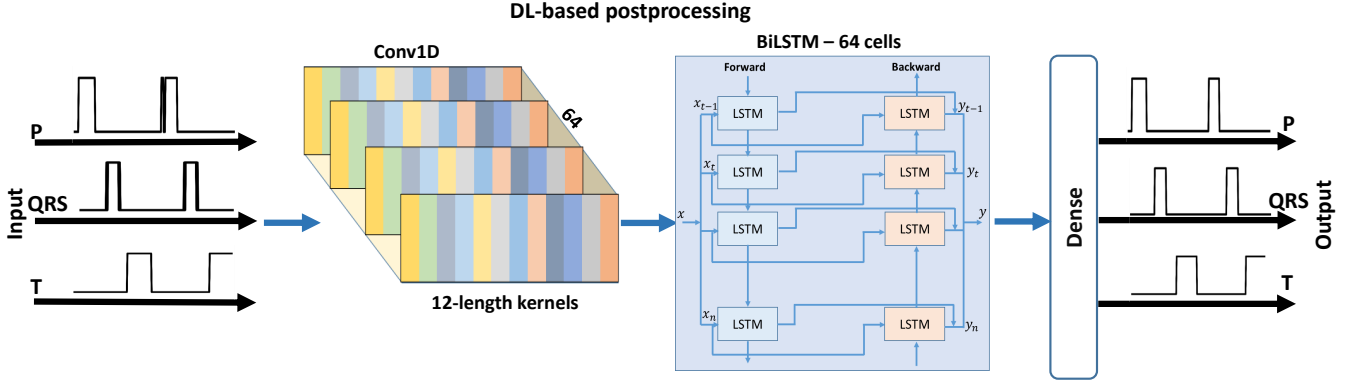 DL-based postprocessing
Input
P
QRS
T
Conv1D
64
12-length kernels
BiLSTM – 64 cells
Forward
Backward
x
x_{t-1}
LSTM
LSTM
y_{t-1}
x_t
LSTM
LSTM
y_t
LSTM
LSTM
y
x_n
LSTM
LSTM
y_n
Dense
P
QRS
T
Output